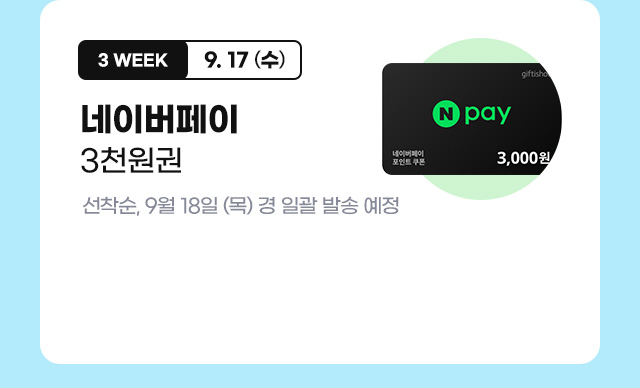 3 WEEK 9. 17 (수)
네이버페이
3천원권
선착순, 9월 18일 (목) 경 일괄 발송 예정
giftisho
N pay
네이버페이
포인트 쿠폰
3,000원